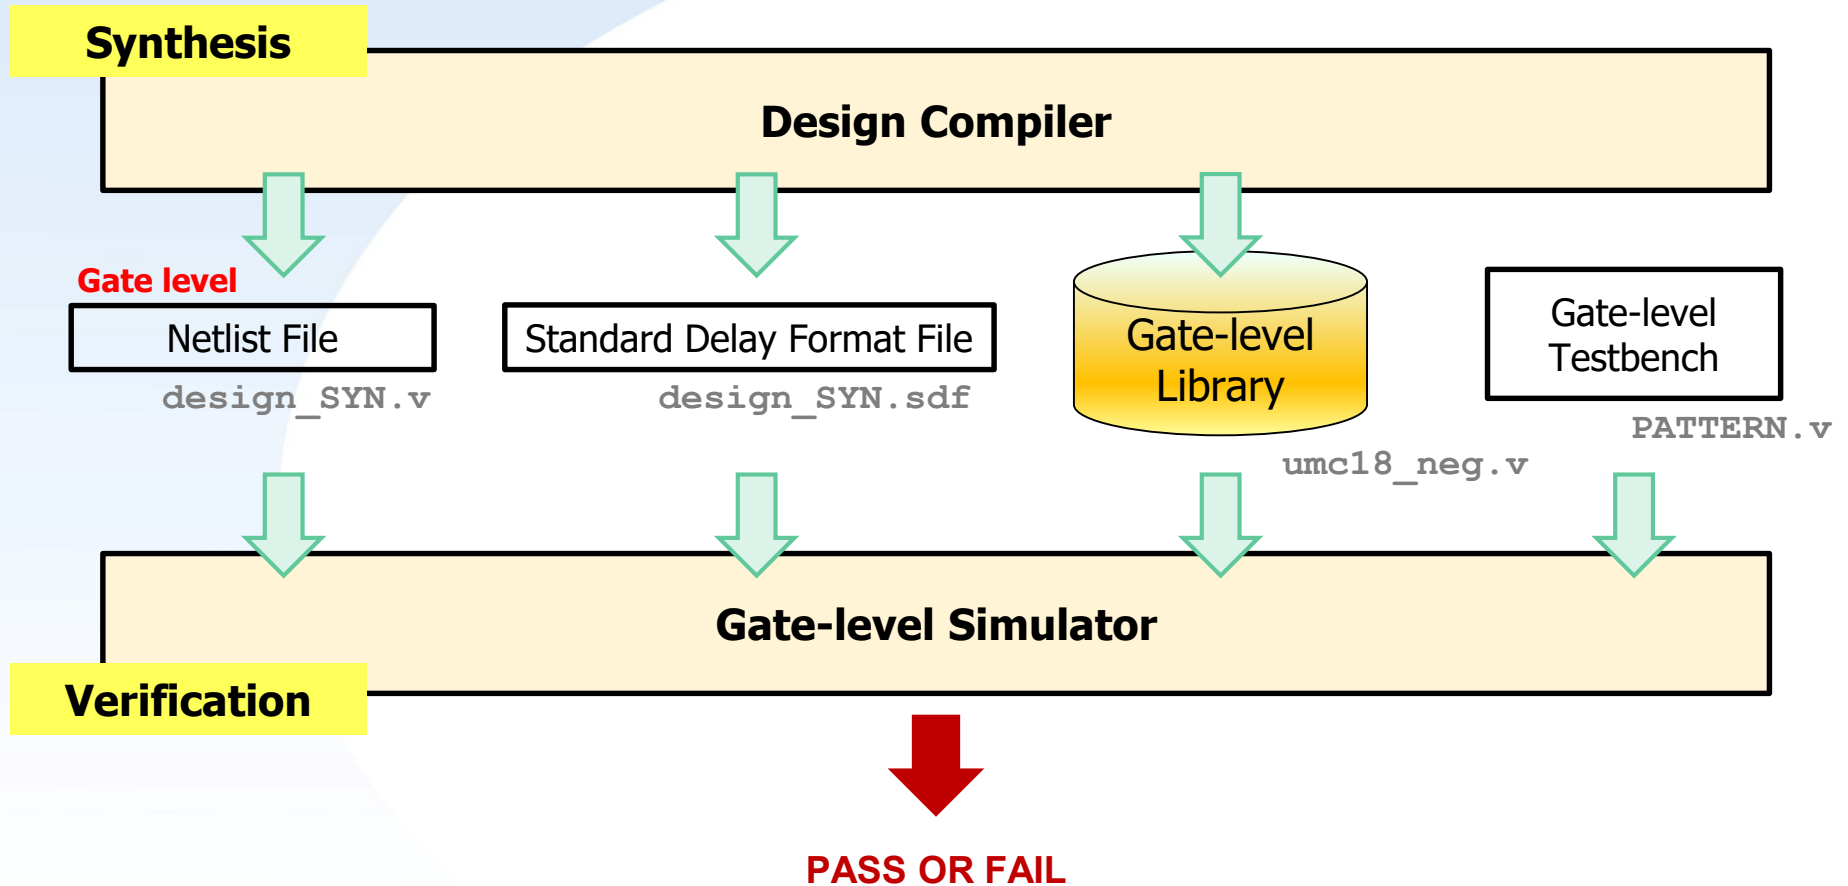 Synthesis
Design Compiler
Gate level
Netlist File
design_SYN.v
Standard Delay Format File
design_SYN.sdf
Gate-level
Library
umc18_neg.v
Gate-level
Testbench
PATTERN.v
Gate-level Simulator
Verification
PASS OR FAIL